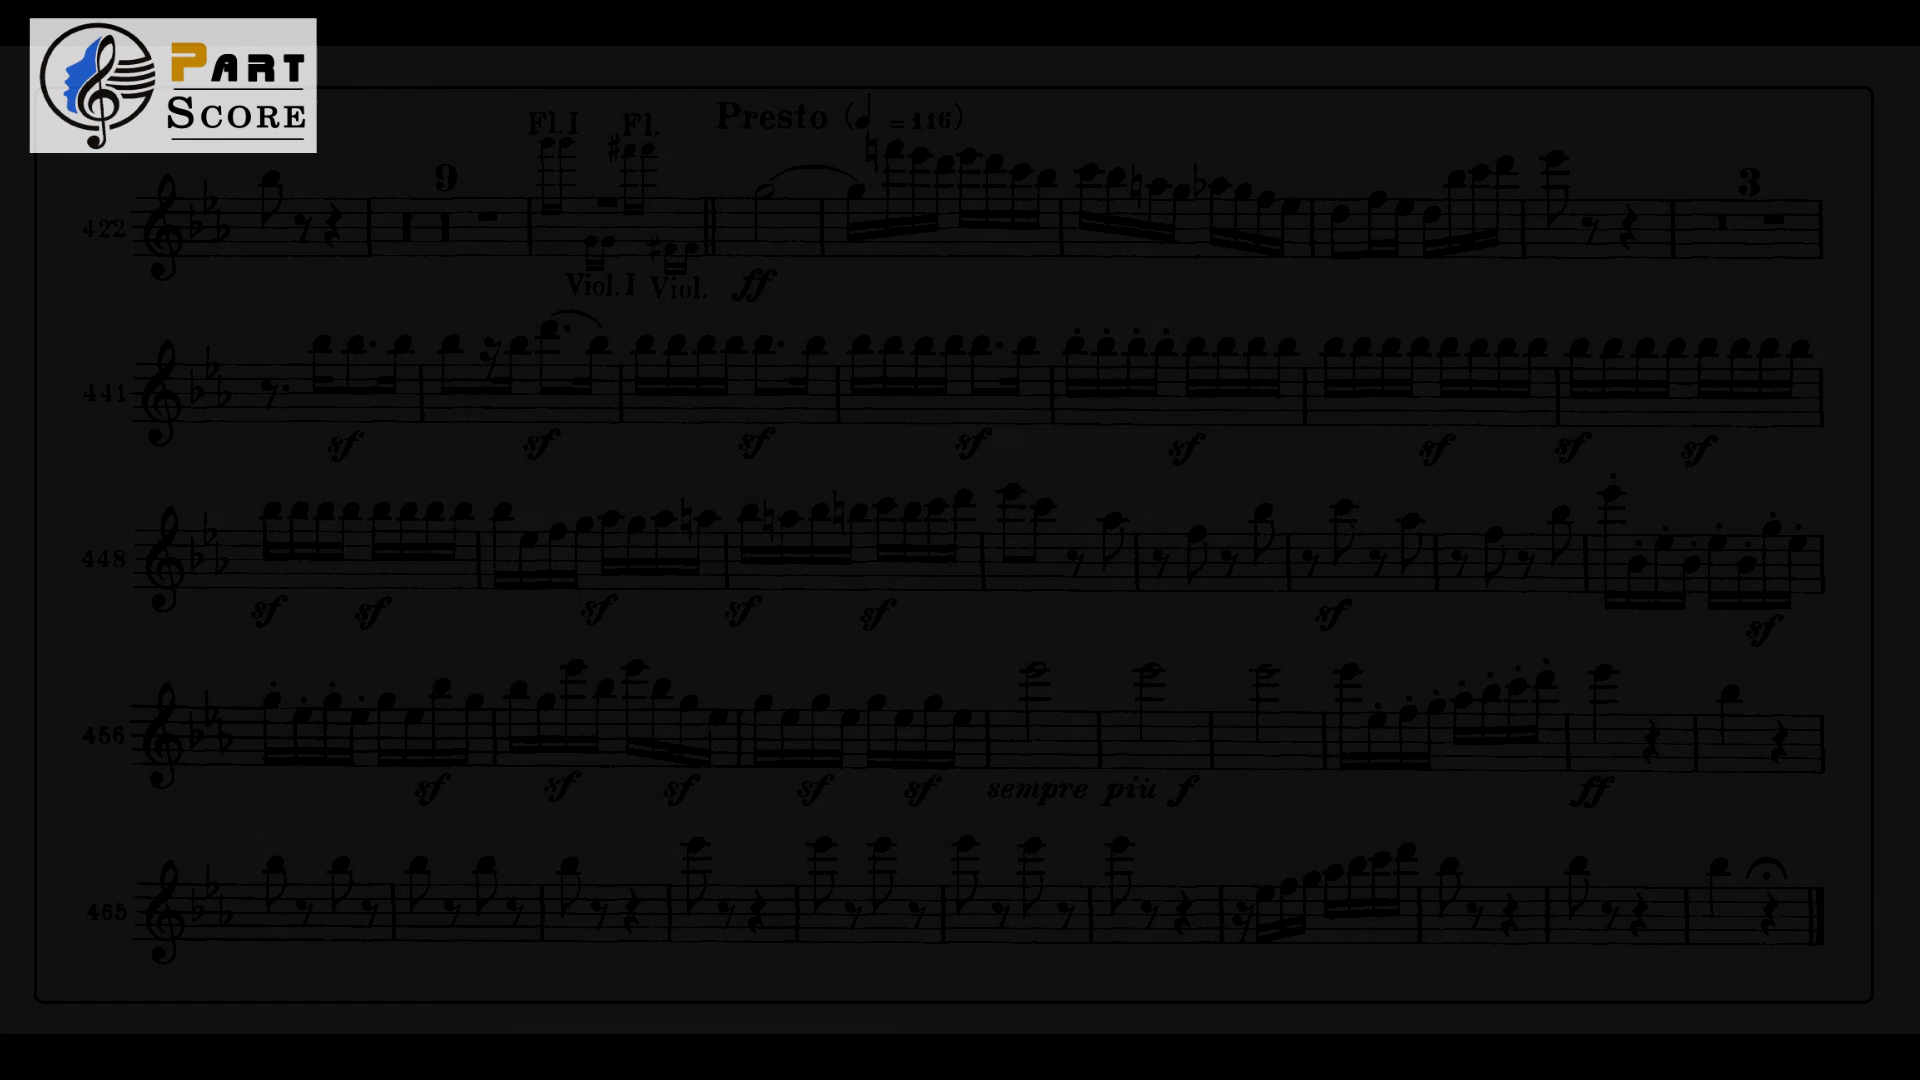 PART
SCORE
Fl. I Fl. Presto (♩ = 116)
9 3
422
Viol. I Viol. ff
441
sf sf sf sf sf sf sf sf
448
sf sf sf sf sf sf sf
456
sf sf sf sf sf sempre più f ff
465